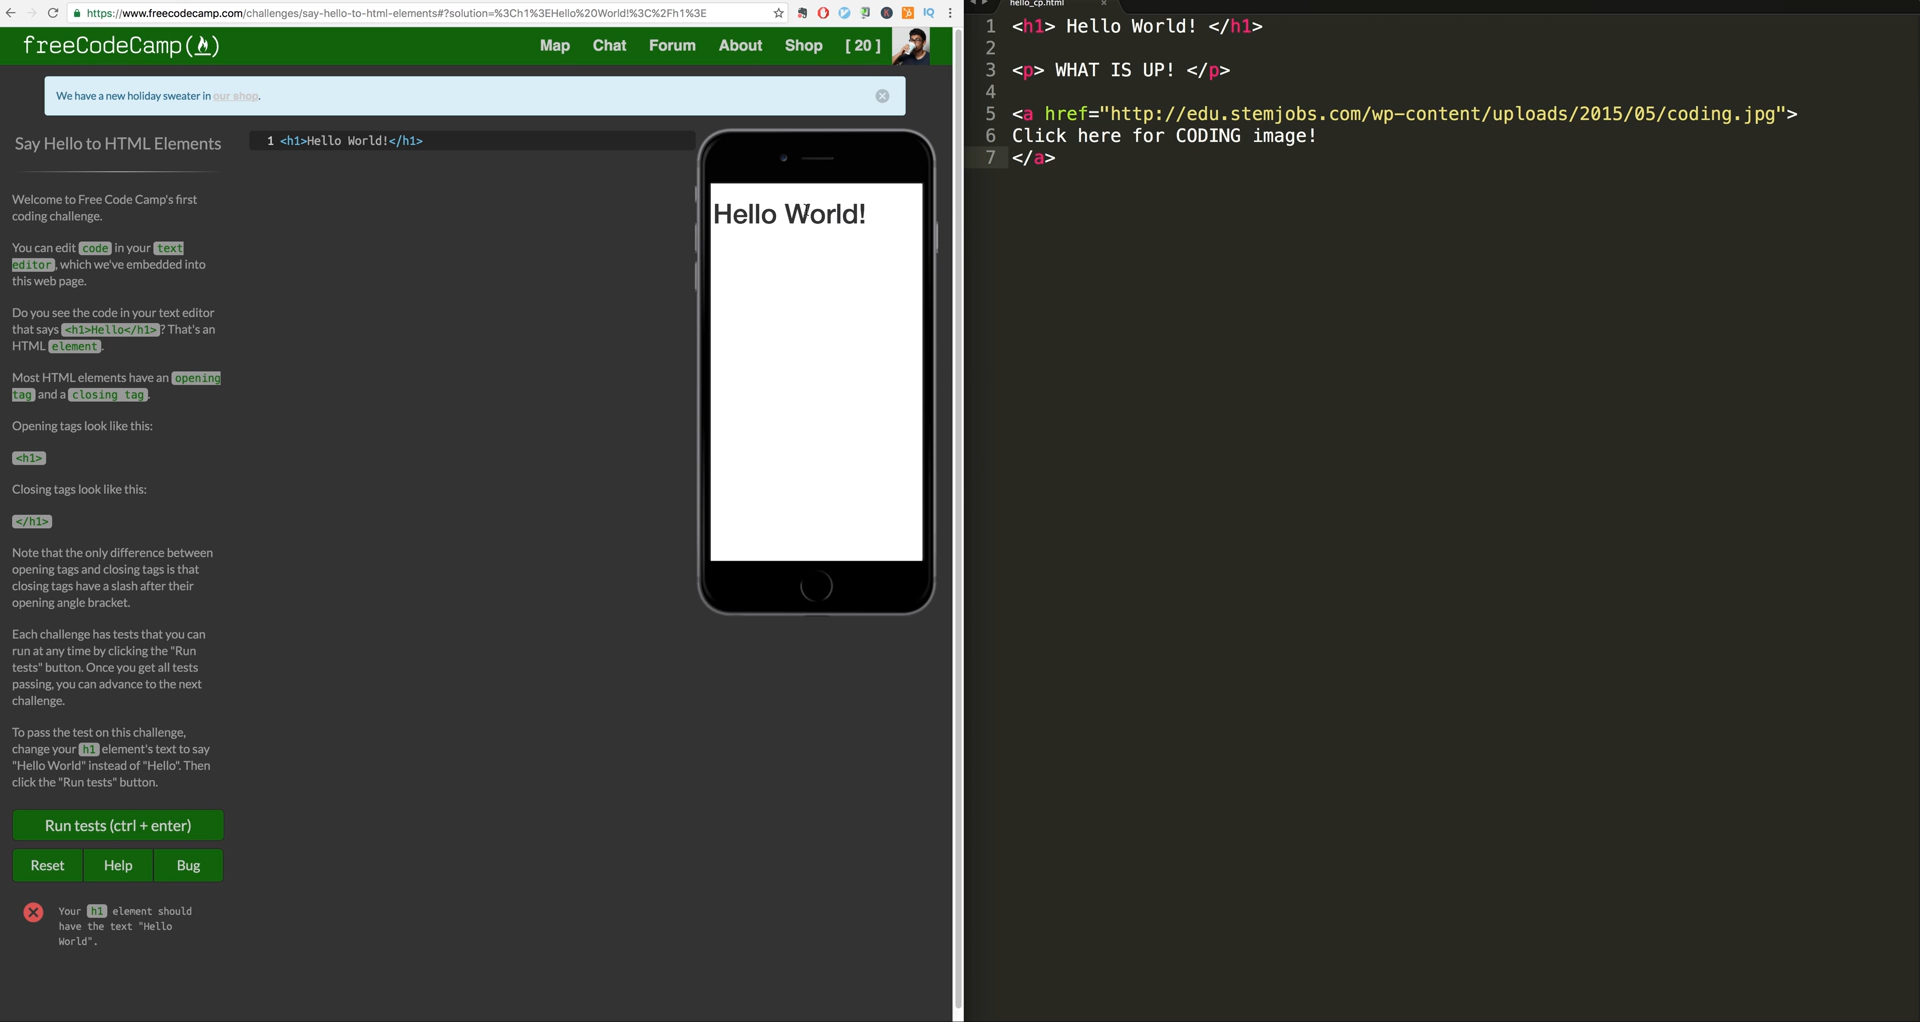 https://www.freecodecamp.com/challenges/say-hello-to-html-elements#?solution=%3Ch1%3EHello%20World!%3C%2Fh1%3E
IQ
freeCodeCamp
Map
Chat
Forum
About
Shop
[ 20 ]
We have a new holiday sweater in our shop.
Say Hello to HTML Elements
Welcome to Free Code Camp's first
coding challenge.
You can edit code in your text
editor, which we've embedded into
this web page.
Do you see the code in your text editor
that says <h1>Hello</h1>? That's an
HTML element.
Most HTML elements have an opening
tag and a closing tag.
Opening tags look like this:
<h1>
Closing tags look like this:
</h1>
Note that the only difference between
opening tags and closing tags is that
closing tags have a slash after their
opening angle bracket.
Each challenge has tests that you can
run at any time by clicking the "Run
tests" button. Once you get all tests
passing, you can advance to the next
challenge.
To pass the test on this challenge,
change your h1 element's text to say
"Hello World" instead of "Hello". Then
click the "Run tests" button.
Run tests (ctrl + enter)
Reset
Help
Bug
Your h1 element should
have the text "Hello
World".
1 <h1>Hello World!</h1>
Hello World!
hello_cp.html
1 <h1> Hello World! </h1>
2
3 <p> WHAT IS UP! </p>
4
5 <a href="http://edu.stemjobs.com/wp-content/uploads/2015/05/coding.jpg">
6 Click here for CODING image!
7 </a>